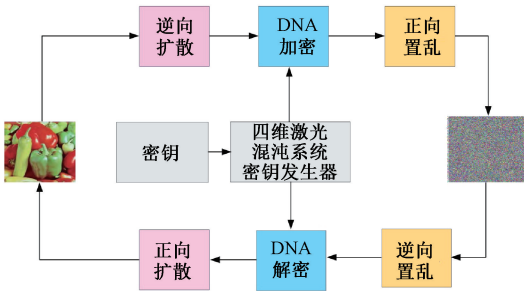 逆向
扩散
DNA
加密
正向
置乱
密钥
四维激光
混沌系统
密钥发生器
正向
扩散
DNA
解密
逆向
置乱